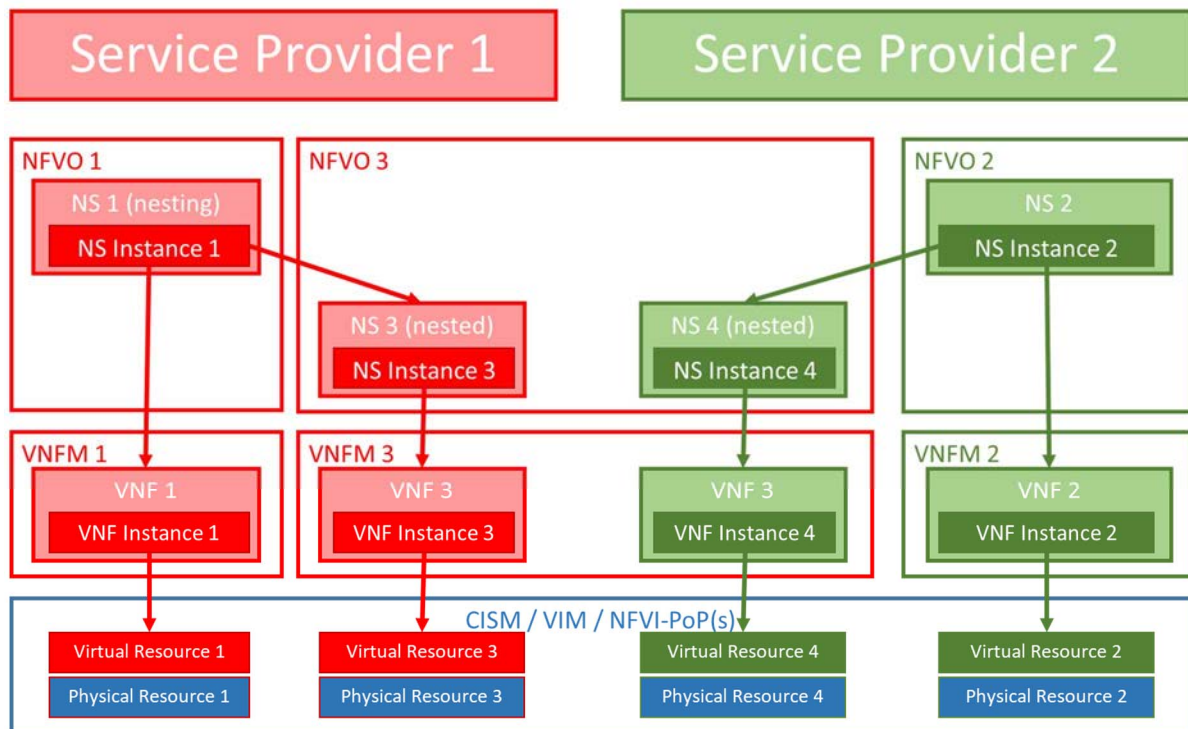 Service Provider 1
Service Provider 2
NFVO 1
NFVO 3
NFVO 2
NS 1 (nesting)
NS Instance 1
NS 2
NS Instance 2
NS 3 (nested)
NS Instance 3
NS 4 (nested)
NS Instance 4
VNFM 1
VNFM 3
VNFM 2
VNF 1
VNF Instance 1
VNF 3
VNF Instance 3
VNF 3
VNF Instance 4
VNF 2
VNF Instance 2
CISM / VIM / NFVI-PoP(s)
Virtual Resource 1
Virtual Resource 3
Virtual Resource 4
Virtual Resource 2
Physical Resource 1
Physical Resource 3
Physical Resource 4
Physical Resource 2